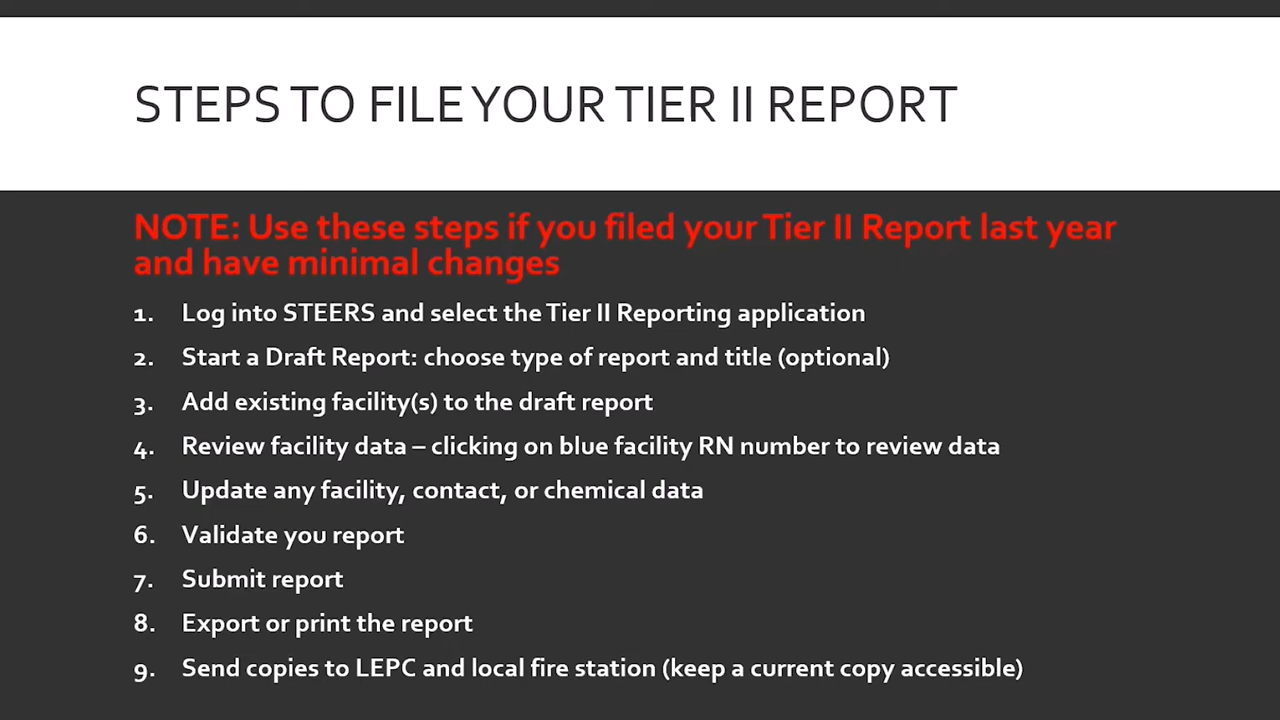 STEPS TO FILE YOUR TIER II REPORT
NOTE: Use these steps if you filed your Tier II Report last year
and have minimal changes
1. Log into STEERS and select the Tier II Reporting application
2. Start a Draft Report: choose type of report and title (optional)
3. Add existing facility(s) to the draft report
4. Review facility data – clicking on blue facility RN number to review data
5. Update any facility, contact, or chemical data
6. Validate you report
7. Submit report
8. Export or print the report
9. Send copies to LEPC and local fire station (keep a current copy accessible)